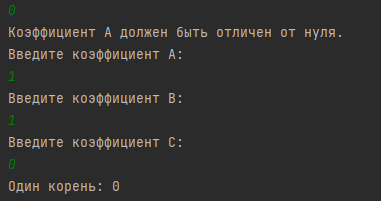 0
Коэффициент A должен быть отличен от нуля.
Введите коэффициент A:
1
Введите коэффициент B:
1
Введите коэффициент C:
0
Один корень: 0